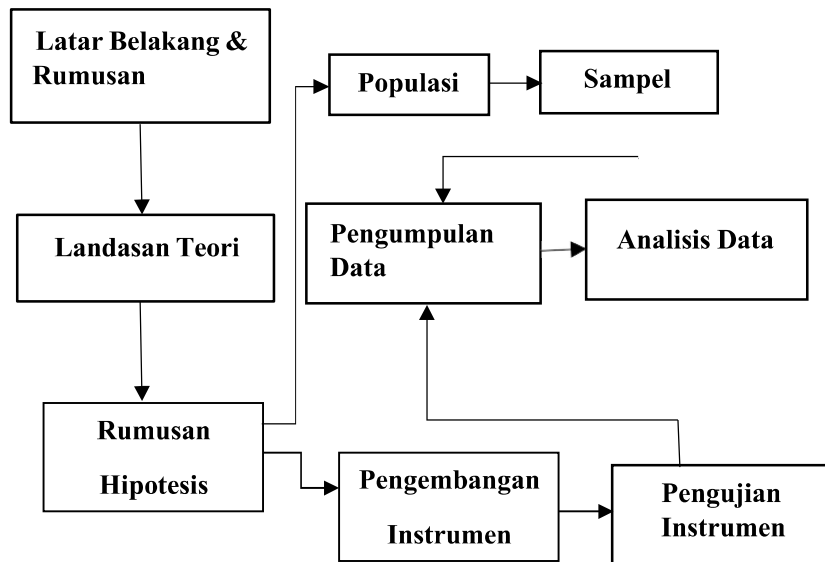 Latar Belakang &
Rumusan
Populasi
Sampel
Landasan Teori
Pengumpulan
Data
Analisis Data
Rumusan
Hipotesis
Pengembangan
Instrumen
Pengujian
Instrumen